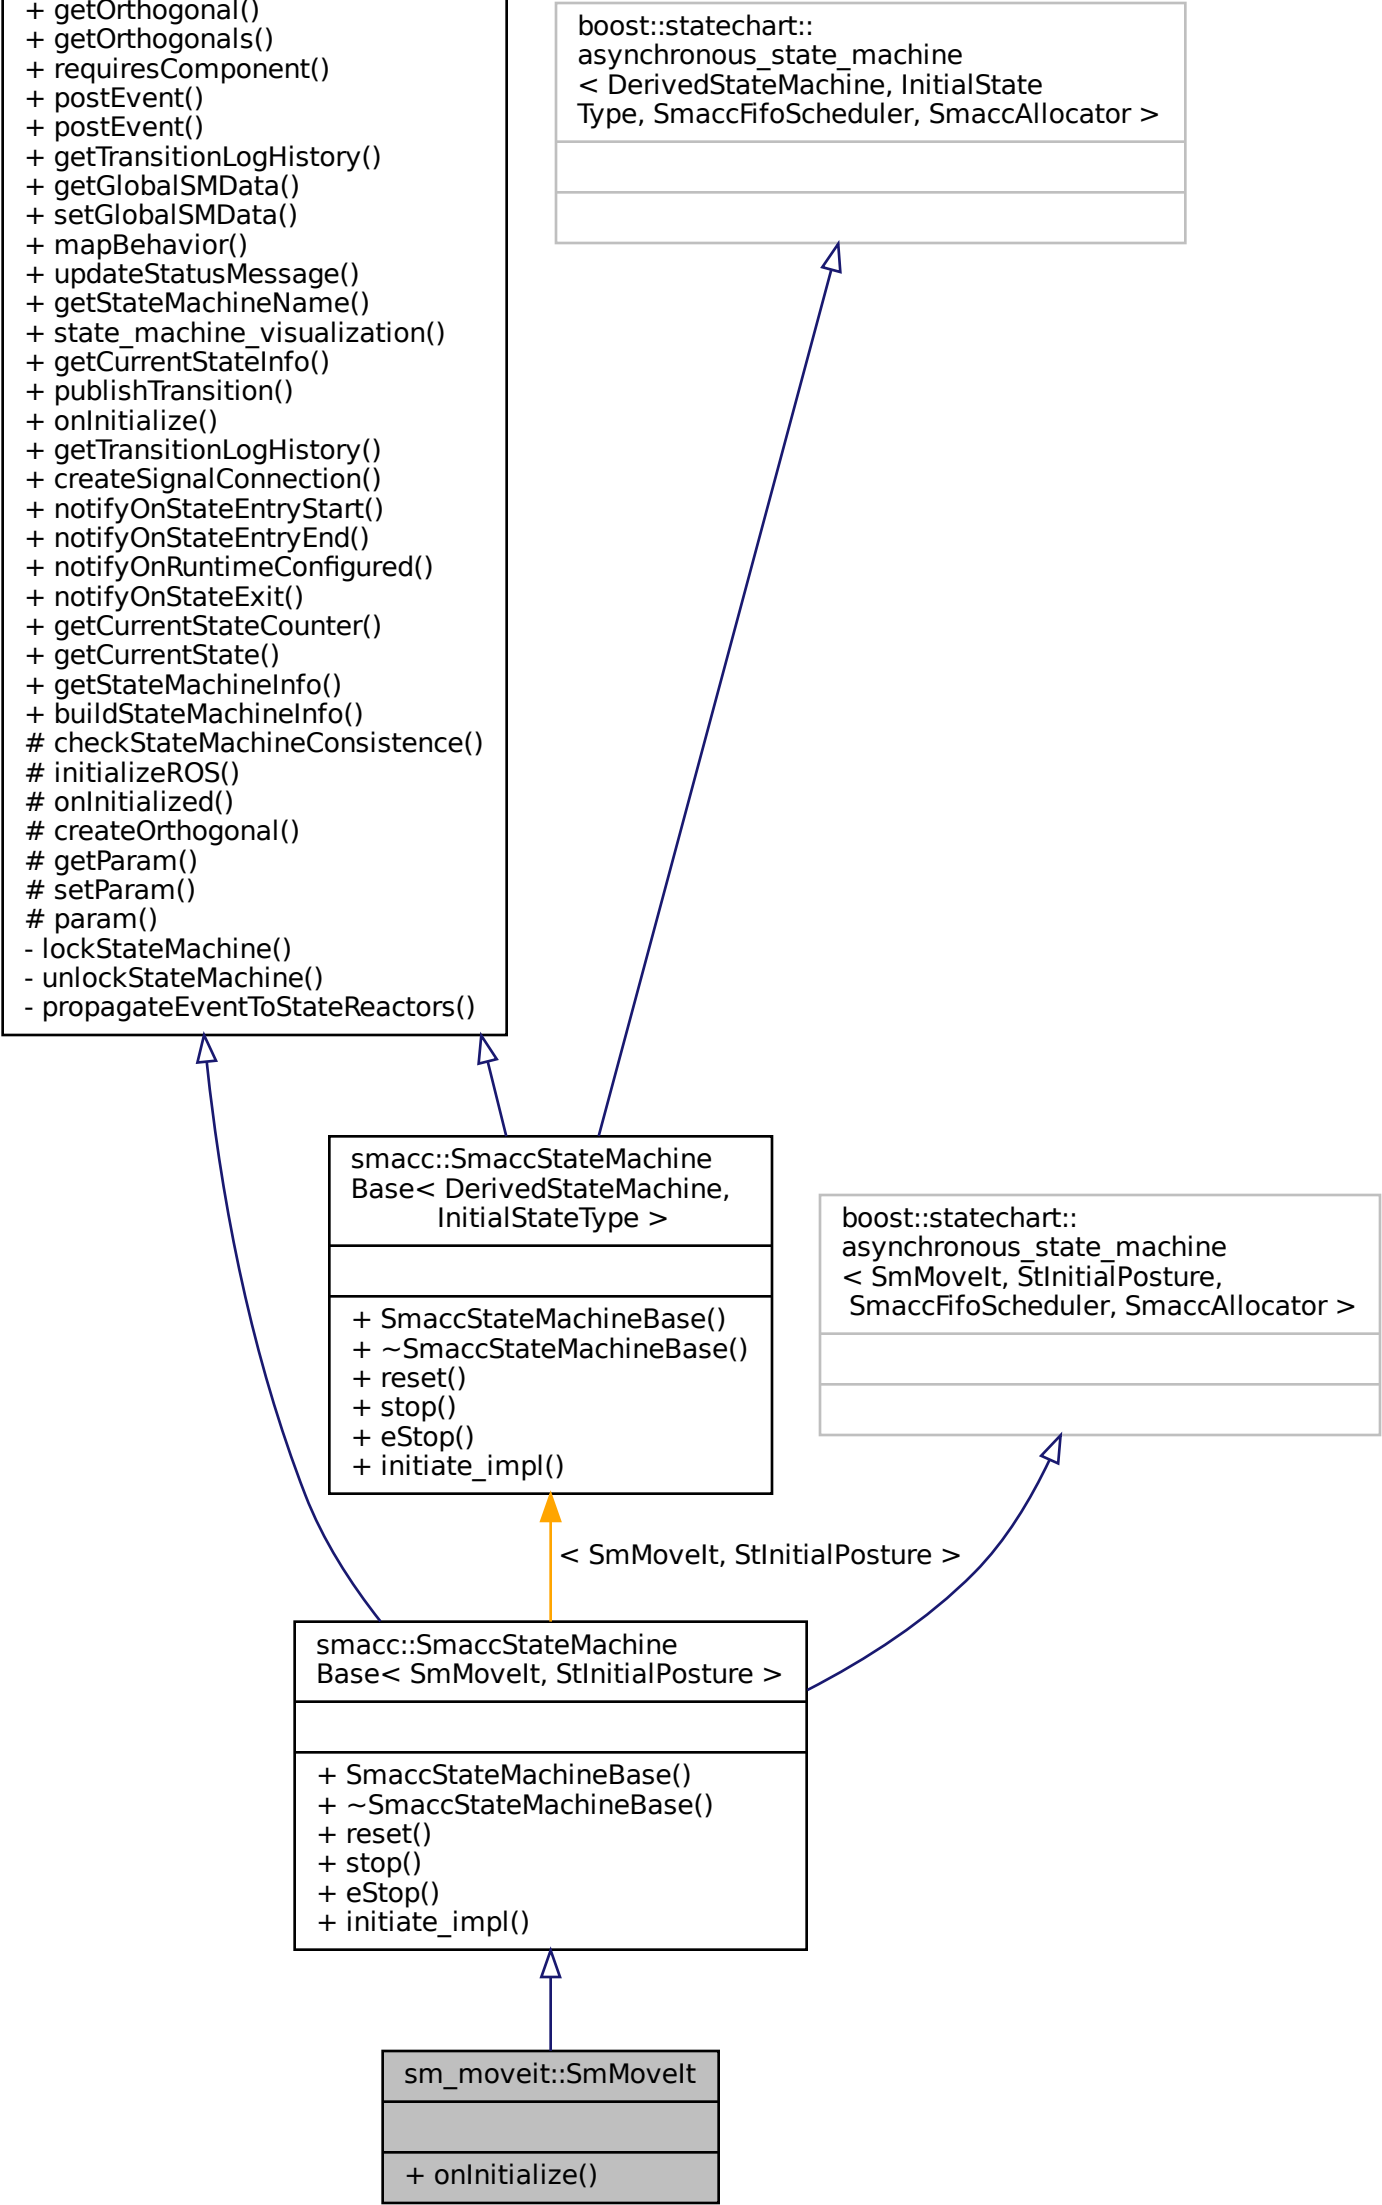 + getOrthogonal()
+ getOrthogonals()
+ requiresComponent()
+ postEvent()
+ postEvent()
+ getTransitionLogHistory()
+ getGlobalSMData()
+ setGlobalSMData()
+ mapBehavior()
+ updateStatusMessage()
+ getStateMachineName()
+ state_machine_visualization()
+ getCurrentStateInfo()
+ publishTransition()
+ onInitialize()
+ getTransitionLogHistory()
+ createSignalConnection()
+ notifyOnStateEntryStart()
+ notifyOnStateEntryEnd()
+ notifyOnRuntimeConfigured()
+ notifyOnStateExit()
+ getCurrentStateCounter()
+ getCurrentState()
+ getStateMachineInfo()
+ buildStateMachineInfo()
# checkStateMachineConsistence()
# initializeROS()
# onInitialized()
# createOrthogonal()
# getParam()
# setParam()
# param()
- lockStateMachine()
- unlockStateMachine()
- propagateEventToStateReactors()
boost::statechart::
asynchronous_state_machine
< DerivedStateMachine, InitialState
Type, SmaccFifoScheduler, SmaccAllocator >
smacc::SmaccStateMachine
Base< DerivedStateMachine,
InitialStateType >
+ SmaccStateMachineBase()
+ ~SmaccStateMachineBase()
+ reset()
+ stop()
+ eStop()
+ initiate_impl()
boost::statechart::
asynchronous_state_machine
< SmMoveIt, StInitialPosture,
SmaccFifoScheduler, SmaccAllocator >
< SmMoveIt, StInitialPosture >
smacc::SmaccStateMachine
Base< SmMoveIt, StInitialPosture >
+ SmaccStateMachineBase()
+ ~SmaccStateMachineBase()
+ reset()
+ stop()
+ eStop()
+ initiate_impl()
sm_moveit::SmMoveIt
+ onInitialize()